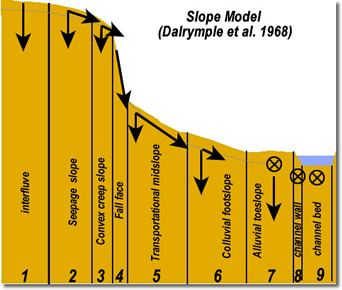 Slope Model
(Dalrymple et al. 1968)
interfluve
Seepage slope
Convex creep slope
Fall face
Transportational midslope
Colluvial footslope
Alluvial toeslope
channel wall
channel bed
1 2 3 4 5 6 7 8 9